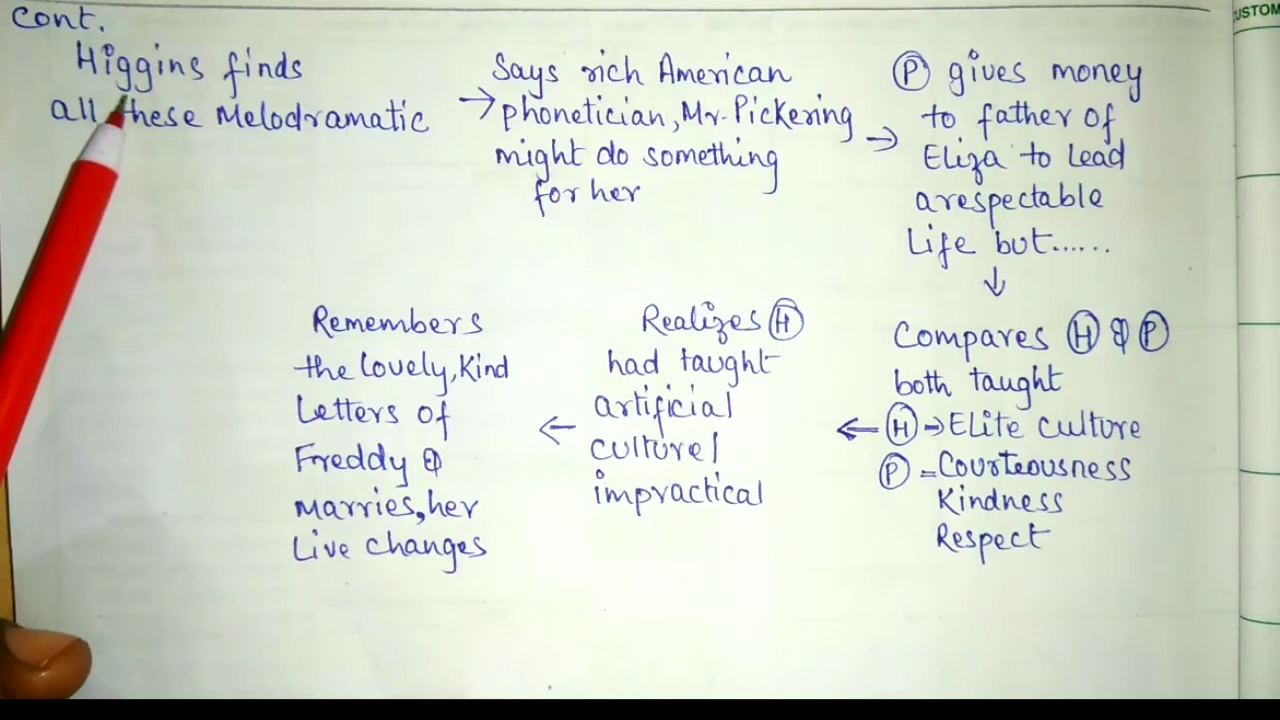 Cont.
Higgins finds
all these Melodramatic
→ Says rich American
phonetician, Mr. Pickering
might do something
for her
→ Ⓟ gives money
to father of
Eliza to Lead
a respectable
Life but......
↓
Compares Ⓗ & Ⓟ
both taught
← Ⓗ → Elite culture
Ⓟ = Courteousness
Kindness
Respect
Realizes Ⓗ
had taught
artificial
culture/
impractical
←
Remembers
the lovely, Kind
Letters of
Freddy &
marries, her
Live changes
CUSTOM